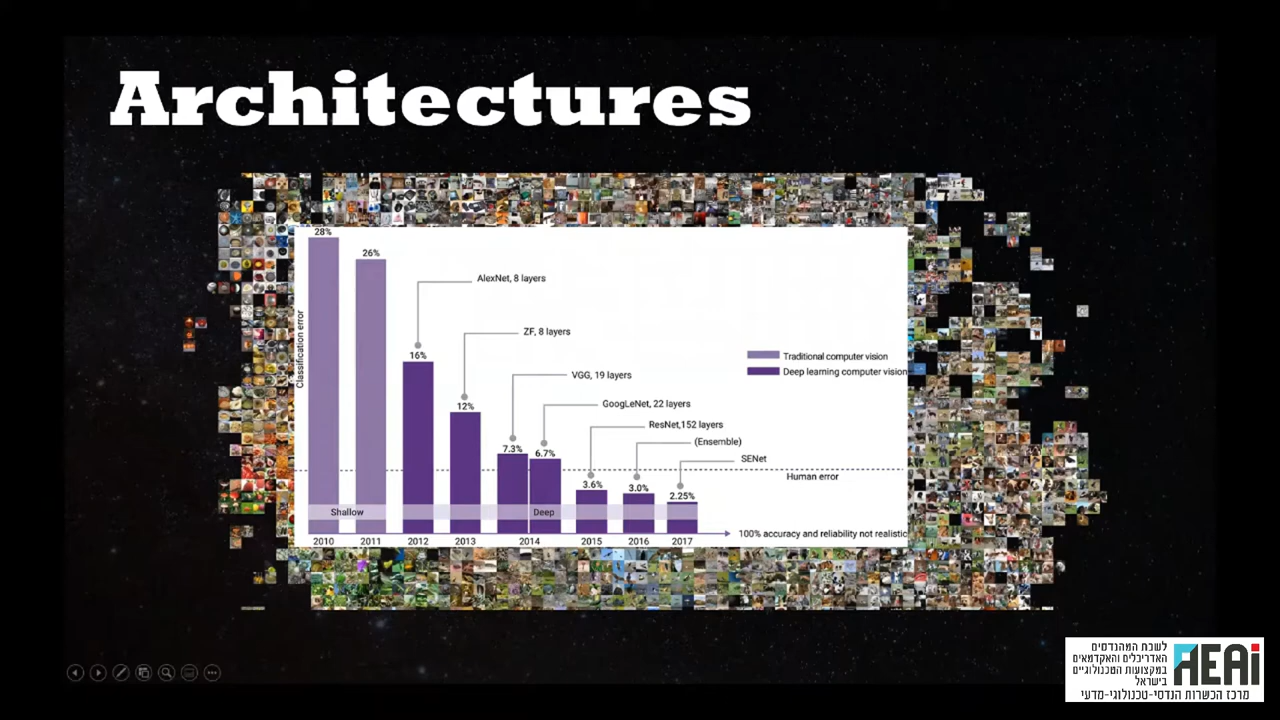 Architectures
28%
26%
AlexNet, 8 layers
ZF, 8 layers
16%
Classification error
Traditional computer vision
Deep learning computer vision
VGG, 19 layers
12%
GoogLeNet, 22 layers
ResNet,152 layers
(Ensemble)
7.3%
6.7%
SENet
Human error
3.6%
3.0%
2.25%
Shallow
Deep
100% accuracy and reliability not realistic
2010 2011 2012 2013 2014 2015 2016 2017
לשכת המהנדסים
האדריכלים והאקדמאים
במקצועות הטכנולוגיים
בישראל
AEAi
מרכז הכשרות הנדסי-טכנולוגי-מדעי